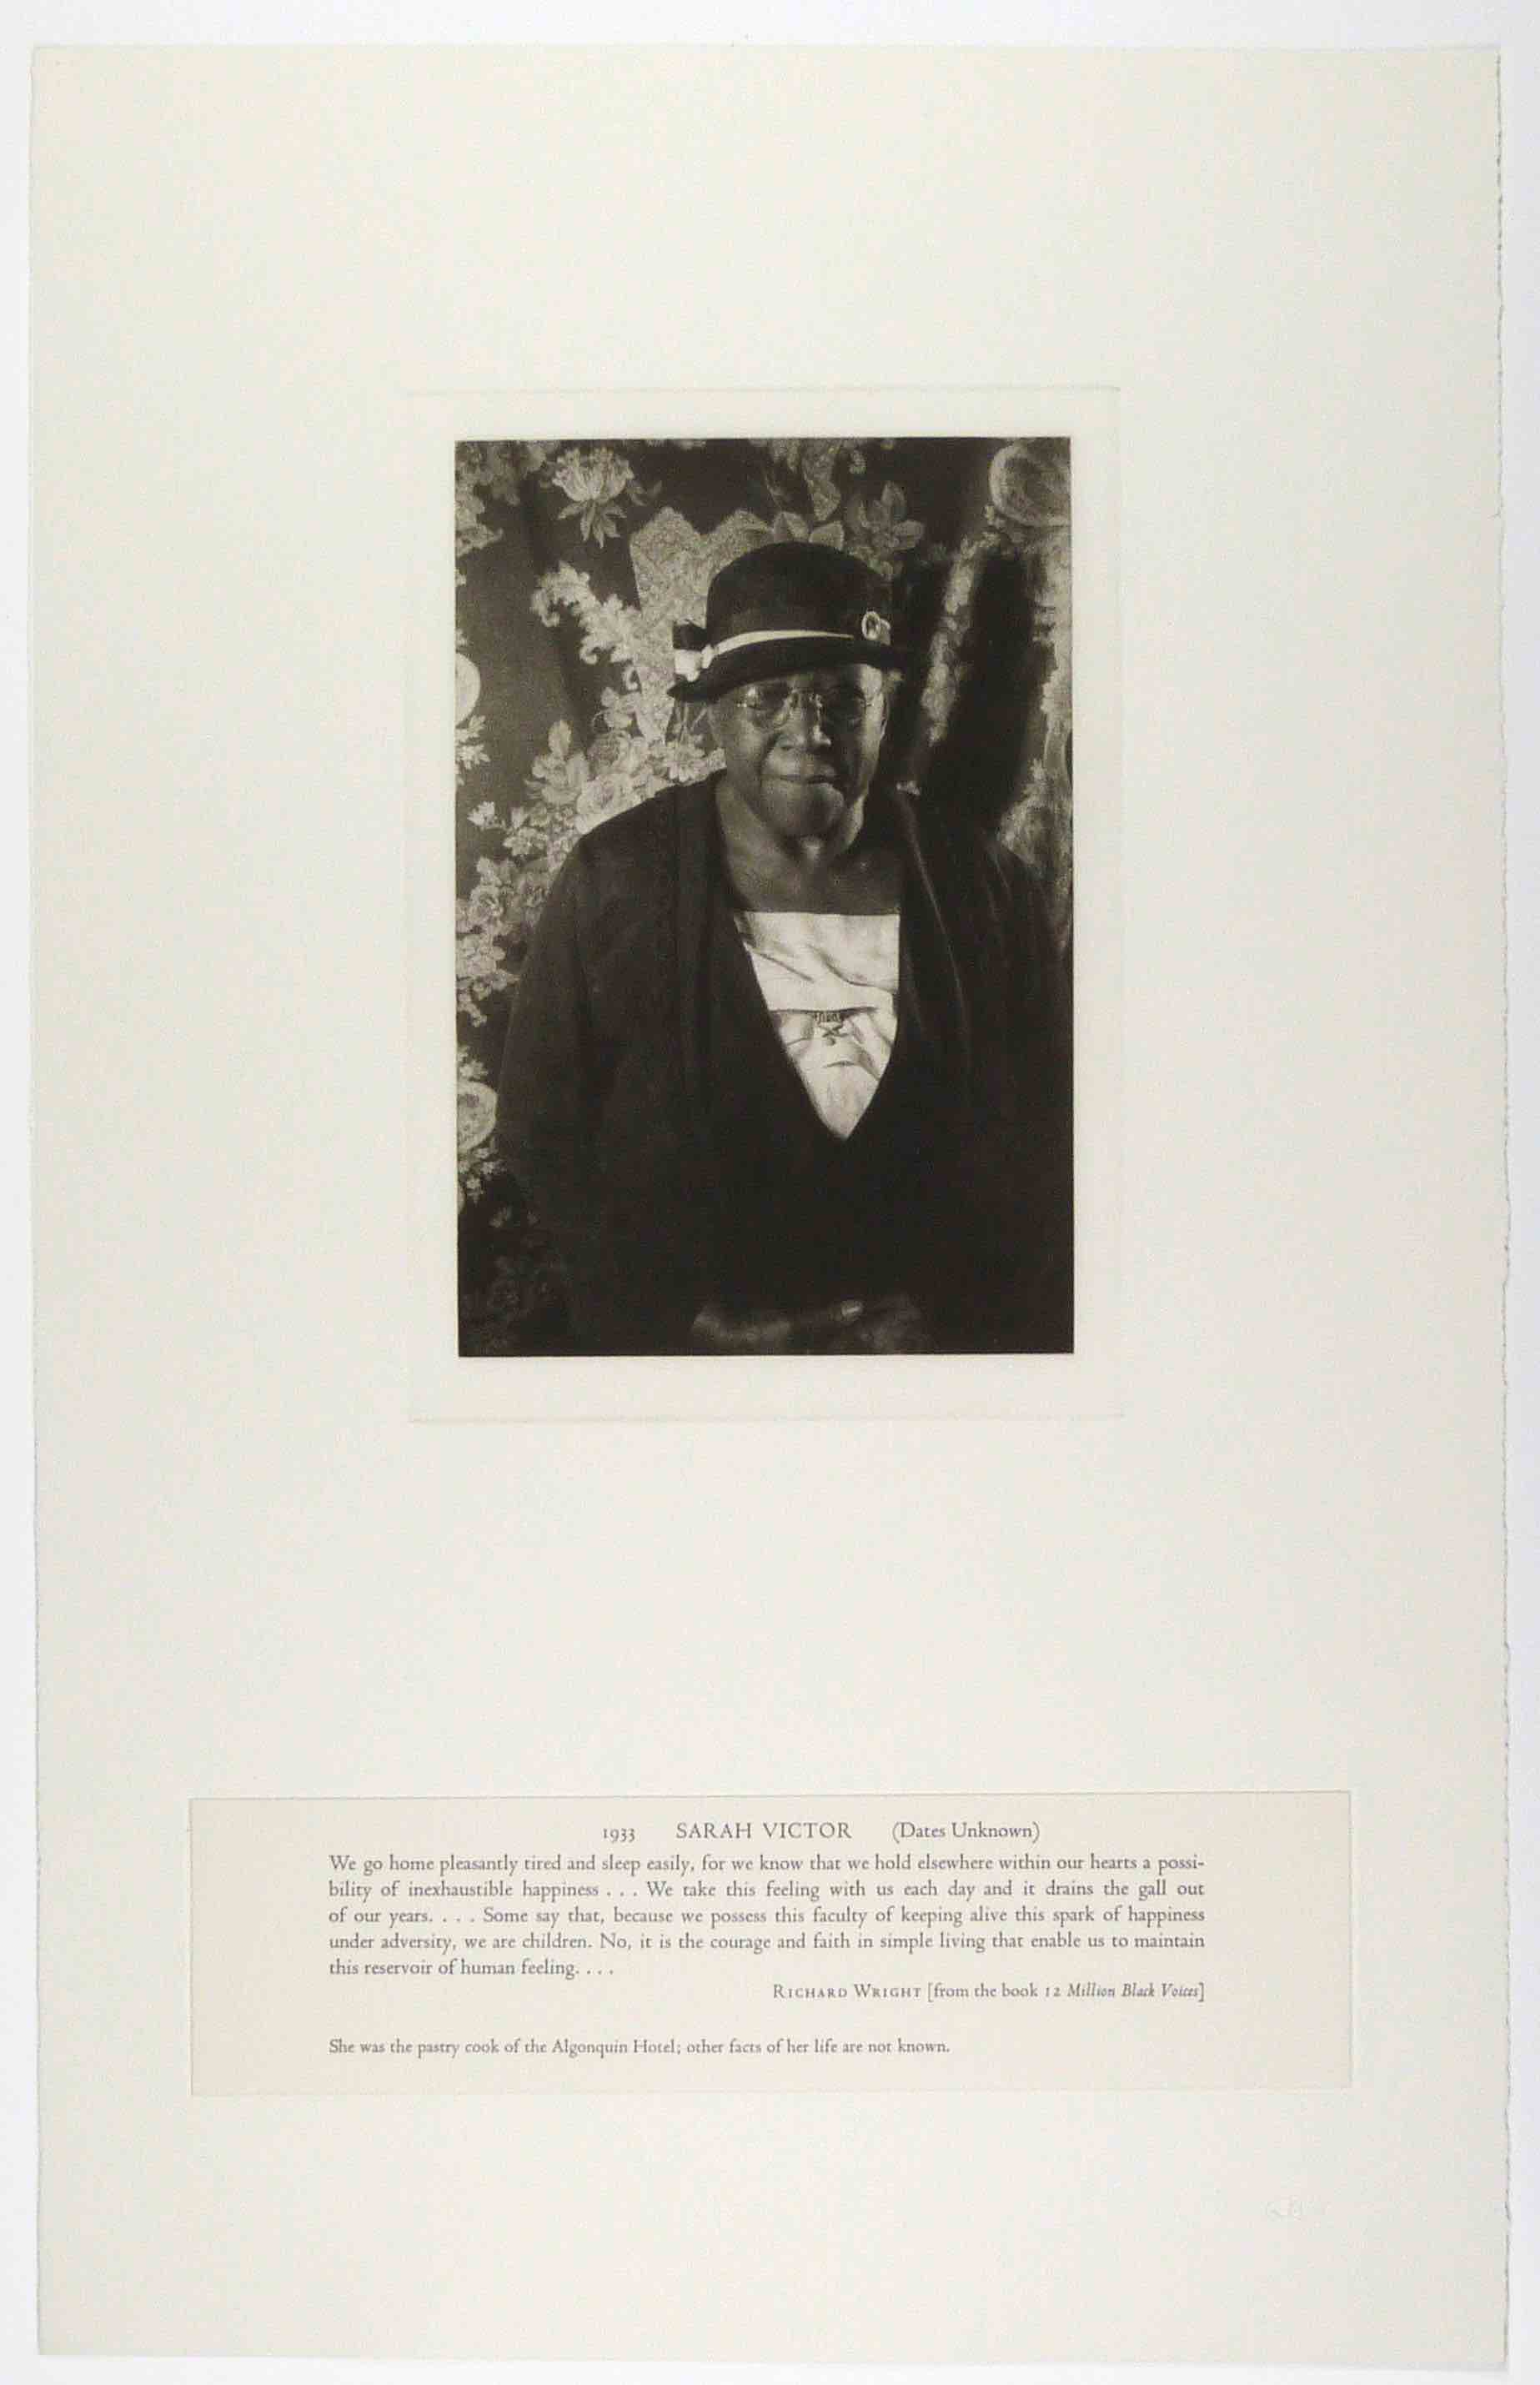 1933 SARAH VICTOR (Dates Unknown)
We go home pleasantly tired and sleep easily, for we know that we hold elsewhere within our hearts a possi-
bility of inexhaustible happiness . . . We take this feeling with us each day and it drains the gall out
of our years. . . . Some say that, because we possess this faculty of keeping alive this spark of happiness
under adversity, we are children. No, it is the courage and faith in simple living that enable us to maintain
this reservoir of human feeling. . . .
RICHARD WRIGHT [from the book 12 Million Black Voices]
She was the pastry cook of the Algonquin Hotel; other facts of her life are not known.